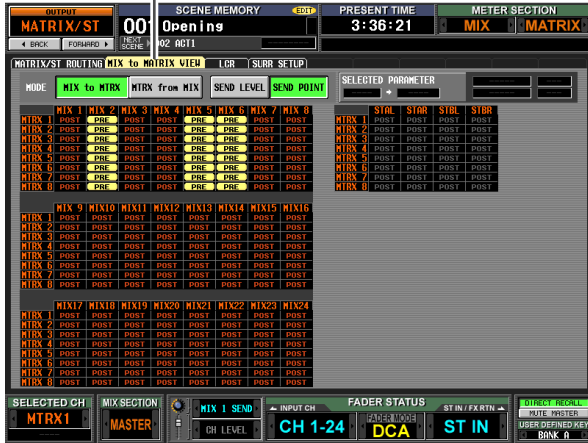 OUTPUT
MATRIX/ST
BACK
FORWARD
SCENE MEMORY
EDIT
001 Opening
NEXT SCENE
002 ACT1
PRESENT TIME
3:36:21
METER SECTION
MIX
MATRIX
MATRIX/ST ROUTING MIX to MATRIX VIEW LCR SURR SETUP
MODE MIX to MTRX MTRX from MIX SEND LEVEL SEND POINT
SELECTED PARAMETER
MIX 1 MIX 2 MIX 3 MIX 4 MIX 5 MIX 6 MIX 7 MIX 8 STAL STAR STBL STBR
MTRX 1 POST PRE POST POST PRE PRE POST POST MTRX 1 POST POST POST POST
MTRX 2 POST PRE POST POST PRE PRE POST POST MTRX 2 POST POST POST POST
MTRX 3 POST PRE POST POST PRE PRE POST POST MTRX 3 POST POST POST POST
MTRX 4 POST PRE POST POST PRE PRE POST POST MTRX 4 POST POST POST POST
MTRX 5 POST PRE POST POST PRE PRE POST POST MTRX 5 POST POST POST POST
MTRX 6 POST PRE POST POST PRE PRE POST POST MTRX 6 POST POST POST POST
MTRX 7 POST PRE POST POST PRE PRE POST POST MTRX 7 POST POST POST POST
MTRX 8 POST PRE POST POST PRE PRE POST POST MTRX 8 POST POST POST POST
MIX 9 MIX10 MIX11 MIX12 MIX13 MIX14 MIX15 MIX16
MTRX 1 POST POST POST POST POST POST POST POST
MTRX 2 POST POST POST POST POST POST POST POST
MTRX 3 POST POST POST POST POST POST POST POST
MTRX 4 POST POST POST POST POST POST POST POST
MTRX 5 POST POST POST POST POST POST POST POST
MTRX 6 POST POST POST POST POST POST POST POST
MTRX 7 POST POST POST POST POST POST POST POST
MTRX 8 POST POST POST POST POST POST POST POST
MIX17 MIX18 MIX19 MIX20 MIX21 MIX22 MIX23 MIX24
MTRX 1 POST POST POST POST POST POST POST POST
MTRX 2 POST POST POST POST POST POST POST POST
MTRX 3 POST POST POST POST POST POST POST POST
MTRX 4 POST POST POST POST POST POST POST POST
MTRX 5 POST POST POST POST POST POST POST POST
MTRX 6 POST POST POST POST POST POST POST POST
MTRX 7 POST POST POST POST POST POST POST POST
MTRX 8 POST POST POST POST POST POST POST POST
SELECTED CH
MTRX1
MIX SECTION
MASTER
MIX 1 SEND
CH LEVEL
FADER STATUS
INPUT CH
CH 1-24
FADER MODE
DCA
ST IN / FX RTN
ST IN
DIRECT RECALL
MUTE MASTER
USER DEFINED
BANK A